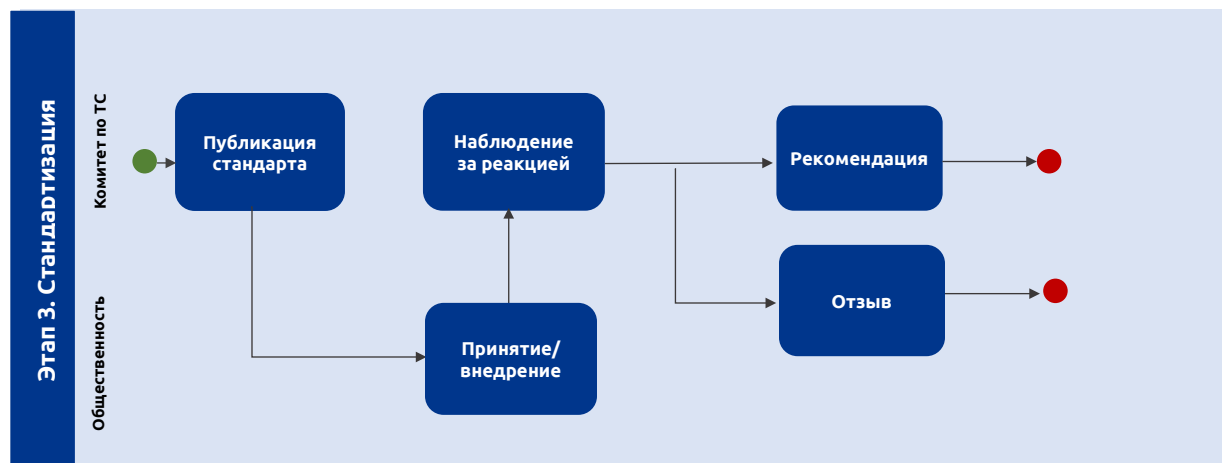 Этап 3. Стандартизация
Комитет по ТС
Общественность
Публикация
стандарта
Наблюдение
за реакцией
Рекомендация
Отзыв
Принятие/
внедрение